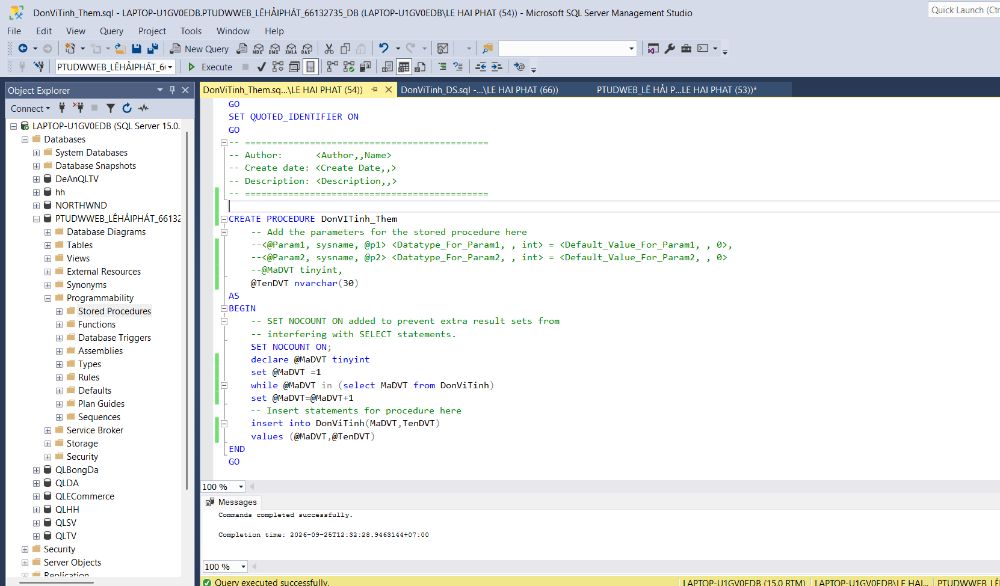 DonViTinh_Them.sql - LAPTOP-U1GV0EDB.PTUDWWEB_LÊHẢIPHÁT_66132735_DB (LAPTOP-U1GV0EDB\LE HAI PHAT (54)) - Microsoft SQL Server Management Studio
Quick Launch (Ctr
File Edit View Query Project Tools Window Help
New Query MDX DMX XMLA DAX
PTUDWWEB_LÊHẢIPHÁT_6 Execute
Object Explorer
Connect
LAPTOP-U1GV0EDB (SQL Server 15.0.
Databases
System Databases
Database Snapshots
DeAnQLTV
hh
NORTHWND
PTUDWWEB_LÊHẢIPHÁT_66132
Database Diagrams
Tables
Views
External Resources
Synonyms
Programmability
Stored Procedures
Functions
Database Triggers
Assemblies
Types
Rules
Defaults
Plan Guides
Sequences
Service Broker
Storage
Security
QLBongDa
QLDA
QLECommerce
QLHH
QLSV
QLTV
Security
Server Objects
Replication
DonViTinh_Them.sq...\LE HAI PHAT (54)) DonViTinh_DS.sql -...\LE HAI PHAT (66)) PTUDWEB_LÊ HẢI P...LE HAI PHAT (53))*
GO
SET QUOTED_IDENTIFIER ON
GO
-- =============================================
-- Author: <Author,,Name>
-- Create date: <Create Date,,>
-- Description: <Description,,>
-- =============================================
CREATE PROCEDURE DonVITinh_Them
-- Add the parameters for the stored procedure here
--<@Param1, sysname, @p1> <Datatype_For_Param1, , int> = <Default_Value_For_Param1, , 0>,
--<@Param2, sysname, @p2> <Datatype_For_Param2, , int> = <Default_Value_For_Param2, , 0>
--@MaDVT tinyint,
@TenDVT nvarchar(30)
AS
BEGIN
-- SET NOCOUNT ON added to prevent extra result sets from
-- interfering with SELECT statements.
SET NOCOUNT ON;
declare @MaDVT tinyint
set @MaDVT =1
while @MaDVT in (select MaDVT from DonViTinh)
set @MaDVT=@MaDVT+1
-- Insert statements for procedure here
insert into DonViTinh(MaDVT,TenDVT)
values (@MaDVT,@TenDVT)
END
GO
100 %
Messages
Commands completed successfully.
Completion time: 2026-09-25T12:32:28.9463144+07:00
100 %
Query executed successfully. LAPTOP-U1GV0EDB (15.0 RTM) LAPTOP-U1GV0EDB\LE HAI... PTUDWWEB_LÊ